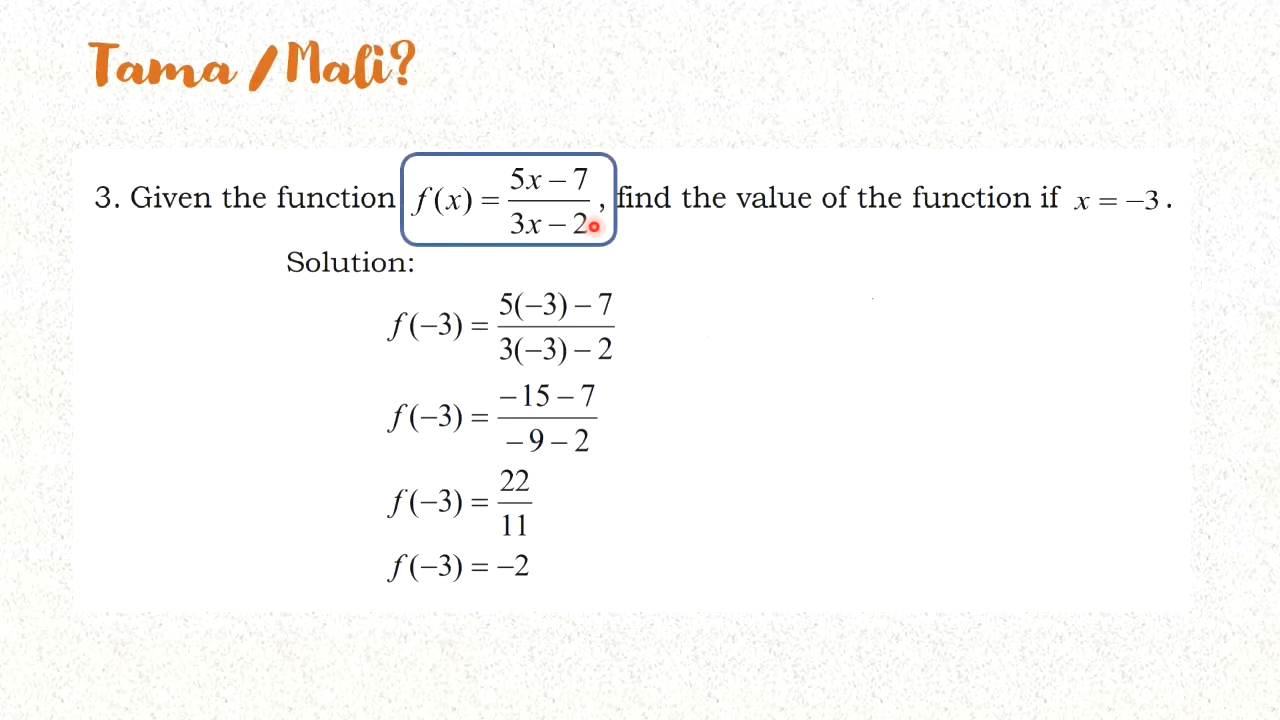 Tama / Mali?
3. Given the function f(x) = (5x – 7)/(3x – 2), find the value of the function if x = –3.
Solution:
f(–3) = (5(–3) – 7)/(3(–3) – 2)
f(–3) = (–15 – 7)/(–9 – 2)
f(–3) = 22/11
f(–3) = –2